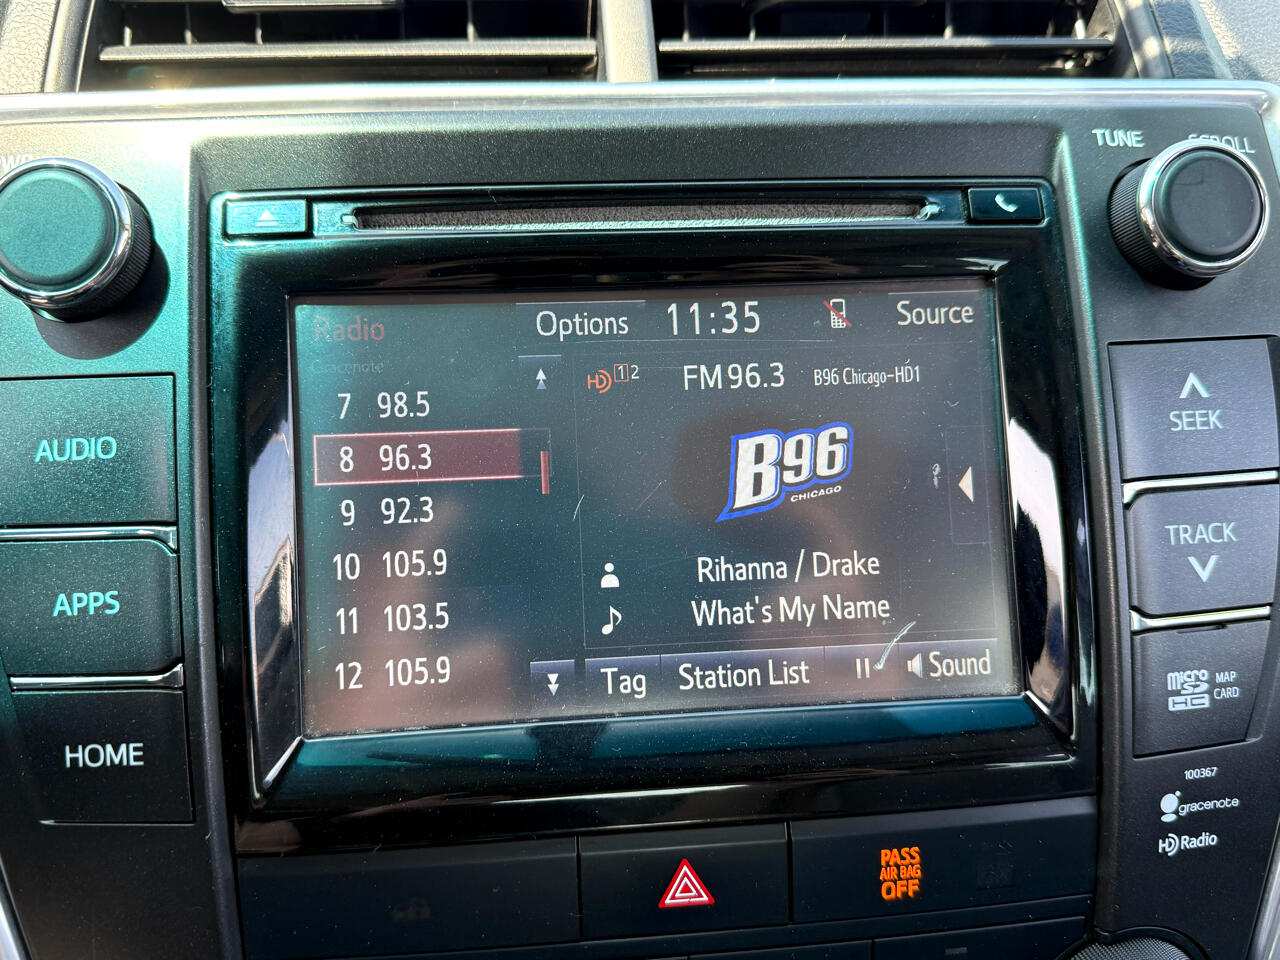 TUNE
SCROLL
Radio
Options
11:35
Source
Gracenote
HD 1 2
FM 96.3
B96 Chicago-HD1
7 98.5
8 96.3
9 92.3
10 105.9
11 103.5
12 105.9
B96
CHICAGO
Rihanna / Drake
What's My Name
Tag
Station List
Sound
AUDIO
APPS
HOME
SEEK
TRACK
micro
SD
HC
MAP
CARD
100367
gracenote
HD Radio
PASS
AIR BAG
OFF